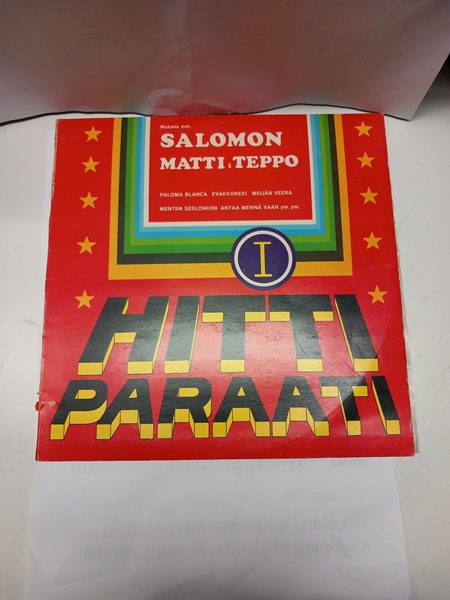 Mukana mm.
SALOMON
MATTI & TEPPO
PALOMA BLANCA EVAKKOREKI MEIJÄN VEERA
MENTIIN SESLONKIIN ANTAA MENNÄ VAAN ym. ym.
I
HITTI
PARAATI